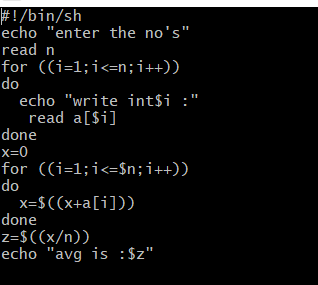 #!/bin/sh
echo "enter the no's"
read n
for ((i=1;i<=n;i++))
do
  echo "write int$i :"
   read a[$i]
done
x=0
for ((i=1;i<=$n;i++))
do
  x=$((x+a[i]))
done
z=$((x/n))
echo "avg is :$z"